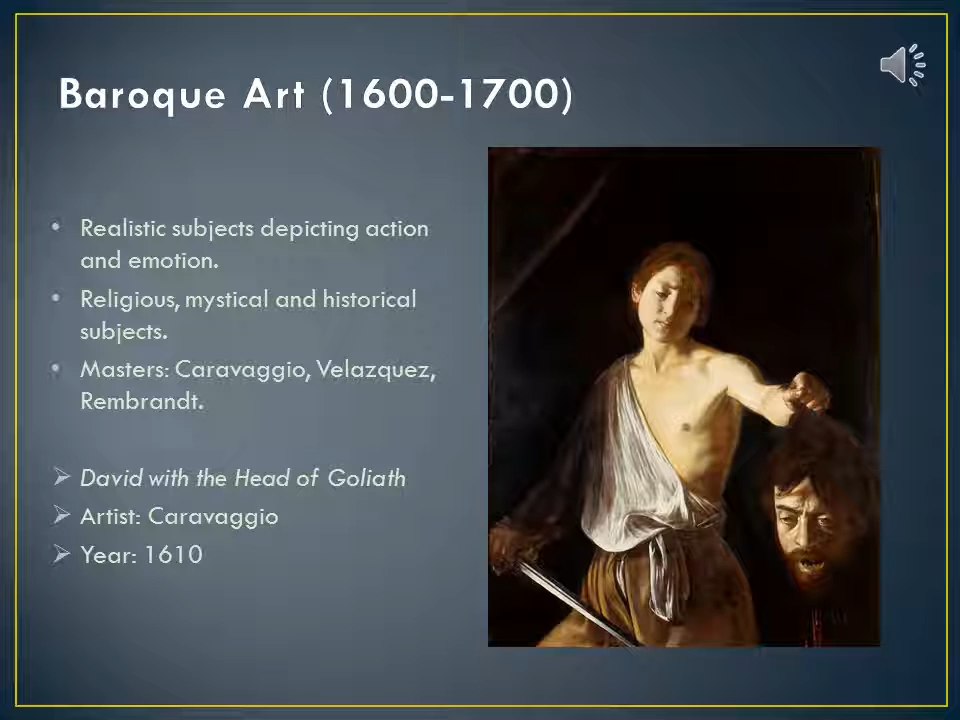 Baroque Art (1600-1700)
• Realistic subjects depicting action
and emotion.
• Religious, mystical and historical
subjects.
• Masters: Caravaggio, Velazquez,
Rembrandt.
➢ David with the Head of Goliath
➢ Artist: Caravaggio
➢ Year: 1610